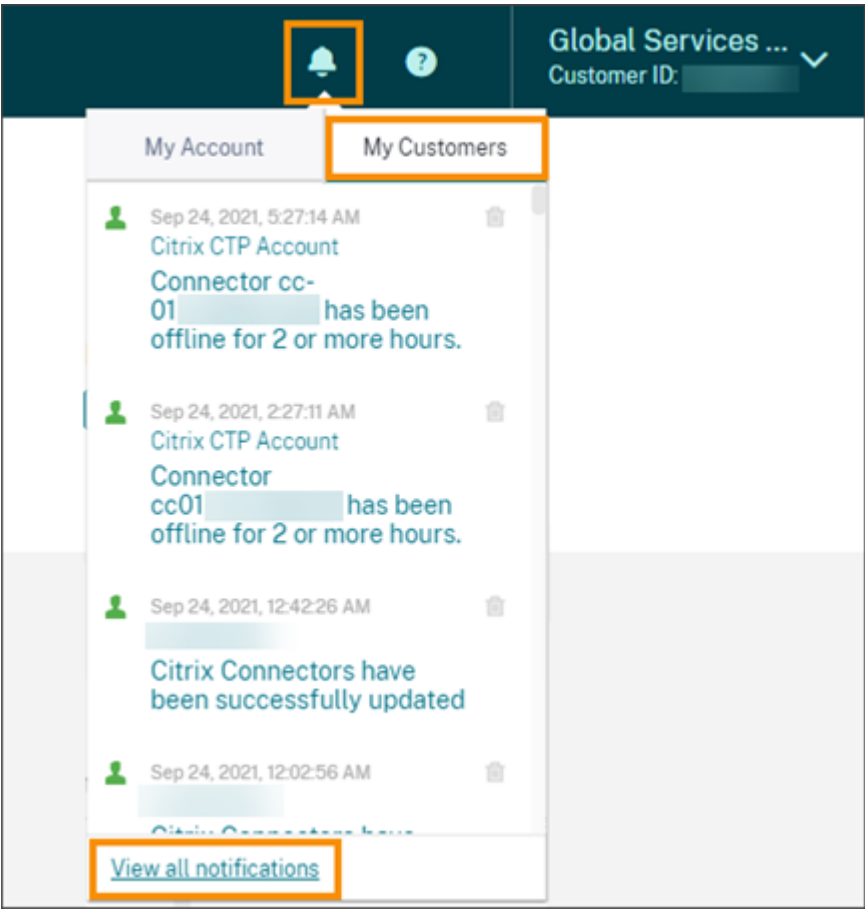 ?
Global Services ...
Customer ID:
My Account
My Customers
Sep 24, 2021, 5:27:14 AM
Citrix CTP Account
Connector cc-
01 has been
offline for 2 or more hours.
Sep 24, 2021, 2:27:11 AM
Citrix CTP Account
Connector
cc01 has been
offline for 2 or more hours.
Sep 24, 2021, 12:42:26 AM
Citrix Connectors have
been successfully updated
Sep 24, 2021, 12:02:56 AM
Citrix Connectors have
View all notifications